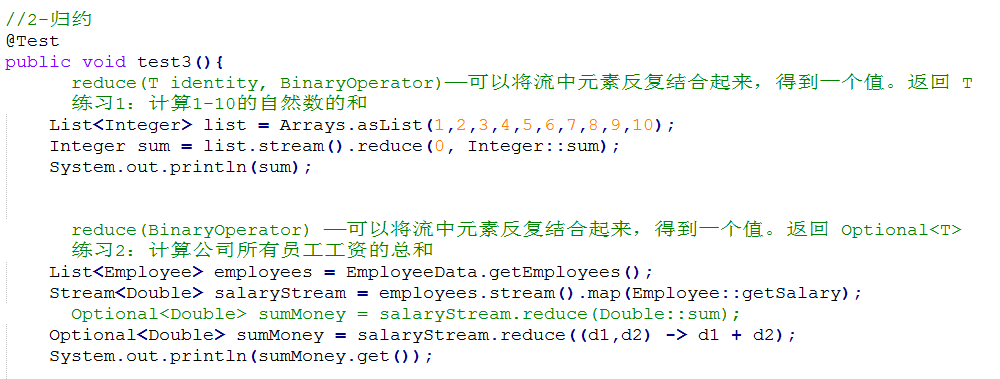 //2-归约
@Test
public void test3(){
reduce(T identity, BinaryOperator)——可以将流中元素反复结合起来，得到一个值。返回 T
练习1：计算1-10的自然数的和
List<Integer> list = Arrays.asList(1,2,3,4,5,6,7,8,9,10);
Integer sum = list.stream().reduce(0, Integer::sum);
System.out.println(sum);
reduce(BinaryOperator) ——可以将流中元素反复结合起来，得到一个值。返回 Optional<T>
练习2：计算公司所有员工工资的总和
List<Employee> employees = EmployeeData.getEmployees();
Stream<Double> salaryStream = employees.stream().map(Employee::getSalary);
Optional<Double> sumMoney = salaryStream.reduce(Double::sum);
Optional<Double> sumMoney = salaryStream.reduce((d1,d2) -> d1 + d2);
System.out.println(sumMoney.get());